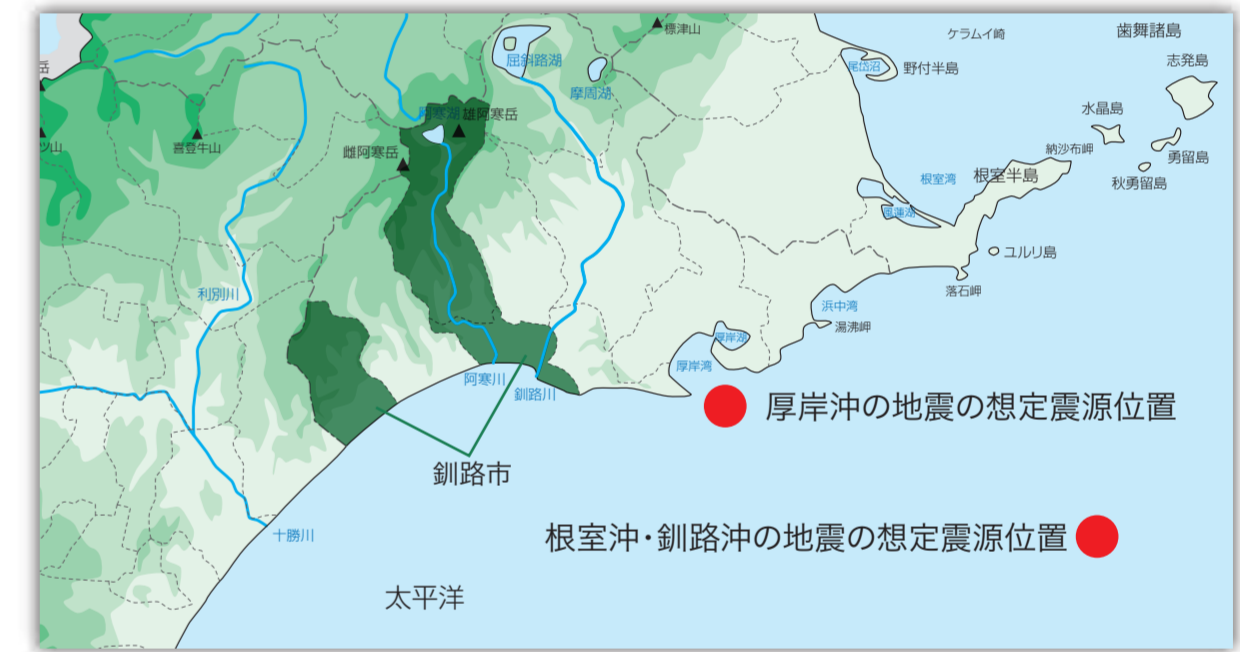 標津山
ケラムイ崎
歯舞諸島
志発島
岳
屈斜路湖
尾岱沼
野付半島
摩周湖
水晶島
阿寒湖
雄阿寒岳
ツ山
喜登牛山
雌阿寒岳
納沙布岬
勇留島
根室湾
根室半島
秋勇留島
風蓮湖
ユルリ島
利別川
落石岬
浜中湾
湯沸岬
厚岸湖
厚岸湾
阿寒川
釧路川
厚岸沖の地震の想定震源位置
釧路市
十勝川
根室沖・釧路沖の地震の想定震源位置
太平洋